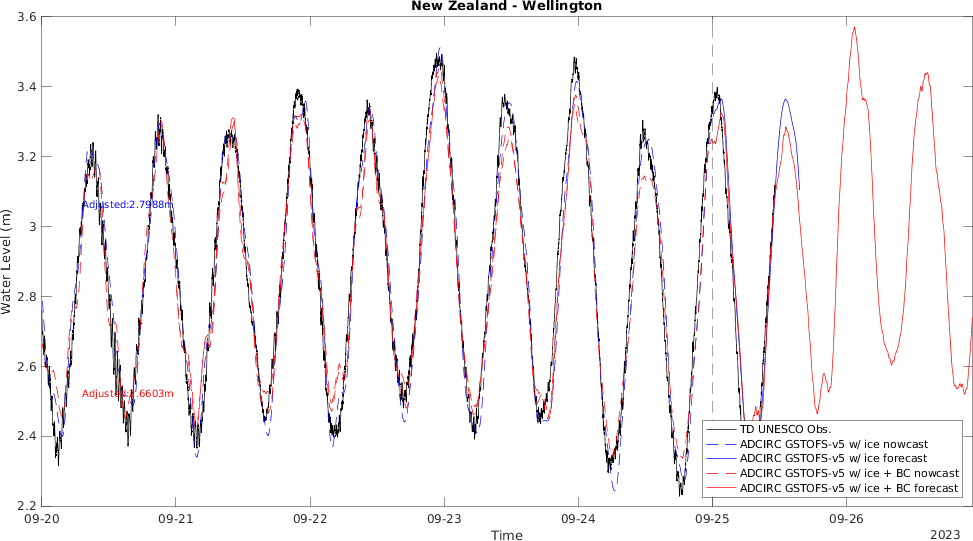 New Zealand - Wellington
3.6
3.4
3.2
3
2.8
2.6
2.4
2.2
Water Level (m)
Adjusted:2.7988m
TD UNESCO Obs.
ADCIRC GSTOFS-v5 w/ ice nowcast
ADCIRC GSTOFS-v5 w/ ice forecast
ADCIRC GSTOFS-v5 w/ ice + BC nowcast
ADCIRC GSTOFS-v5 w/ ice + BC forecast
09-20
09-21
09-22
09-23
09-24
09-25
09-26
Time
2023